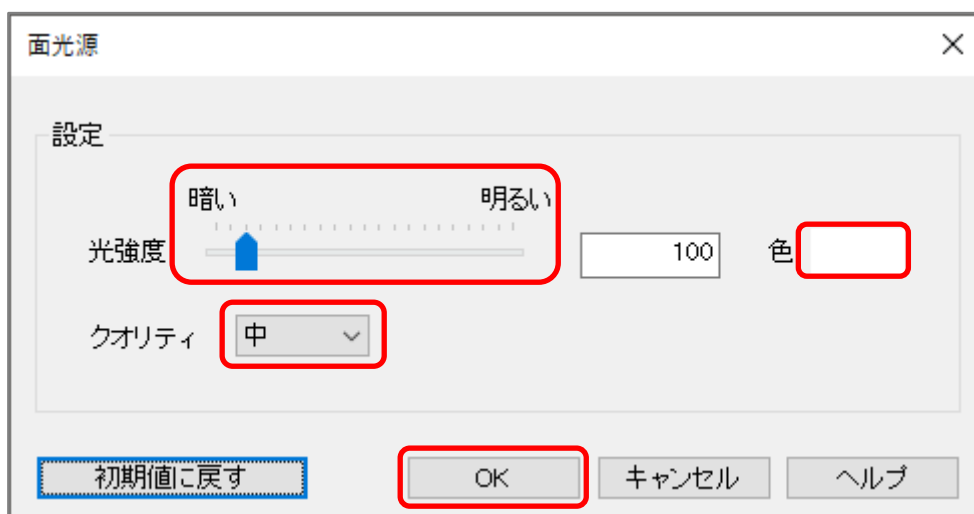 面光源
設定
暗い 明るい
光強度 100 色
クオリティ 中
初期値に戻す OK キャンセル ヘルプ